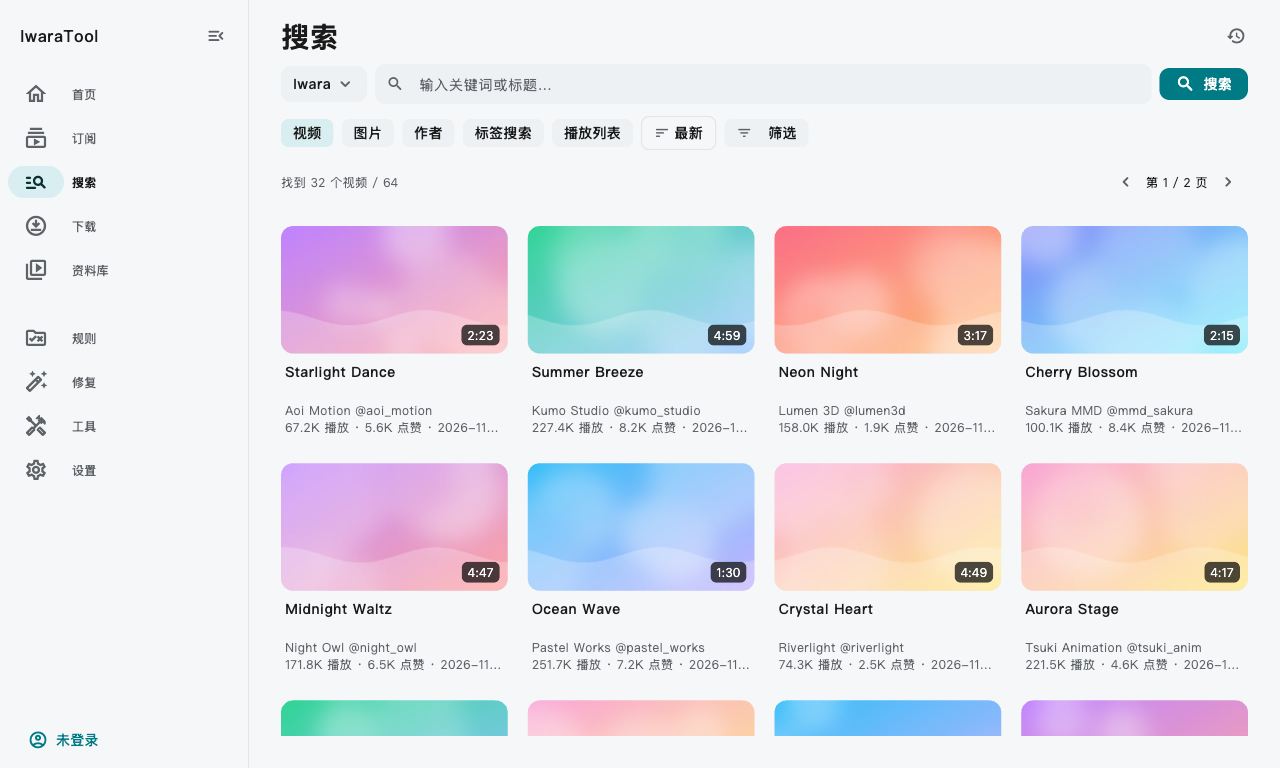 IwaraTool
首页
订阅
搜索
下载
资料库
规则
修复
工具
设置
未登录
搜索
Iwara
输入关键词或标题...
搜索
视频
图片
作者
标签搜索
播放列表
最新
筛选
找到 32 个视频 / 64
第 1 / 2 页
2:23
4:59
3:17
2:15
Starlight Dance
Summer Breeze
Neon Night
Cherry Blossom
Aoi Motion @aoi_motion
Kumo Studio @kumo_studio
Lumen 3D @lumen3d
Sakura MMD @mmd_sakura
67.2K 播放 · 5.6K 点赞 · 2026-11...
227.4K 播放 · 8.2K 点赞 · 2026-1...
158.0K 播放 · 1.9K 点赞 · 2026-11...
100.1K 播放 · 8.4K 点赞 · 2026-11...
4:47
1:30
4:49
4:17
Midnight Waltz
Ocean Wave
Crystal Heart
Aurora Stage
Night Owl @night_owl
Pastel Works @pastel_works
Riverlight @riverlight
Tsuki Animation @tsuki_anim
171.8K 播放 · 6.5K 点赞 · 2026-11...
251.7K 播放 · 7.2K 点赞 · 2026-11...
74.3K 播放 · 2.5K 点赞 · 2026-11...
221.5K 播放 · 4.6K 点赞 · 2026-1...